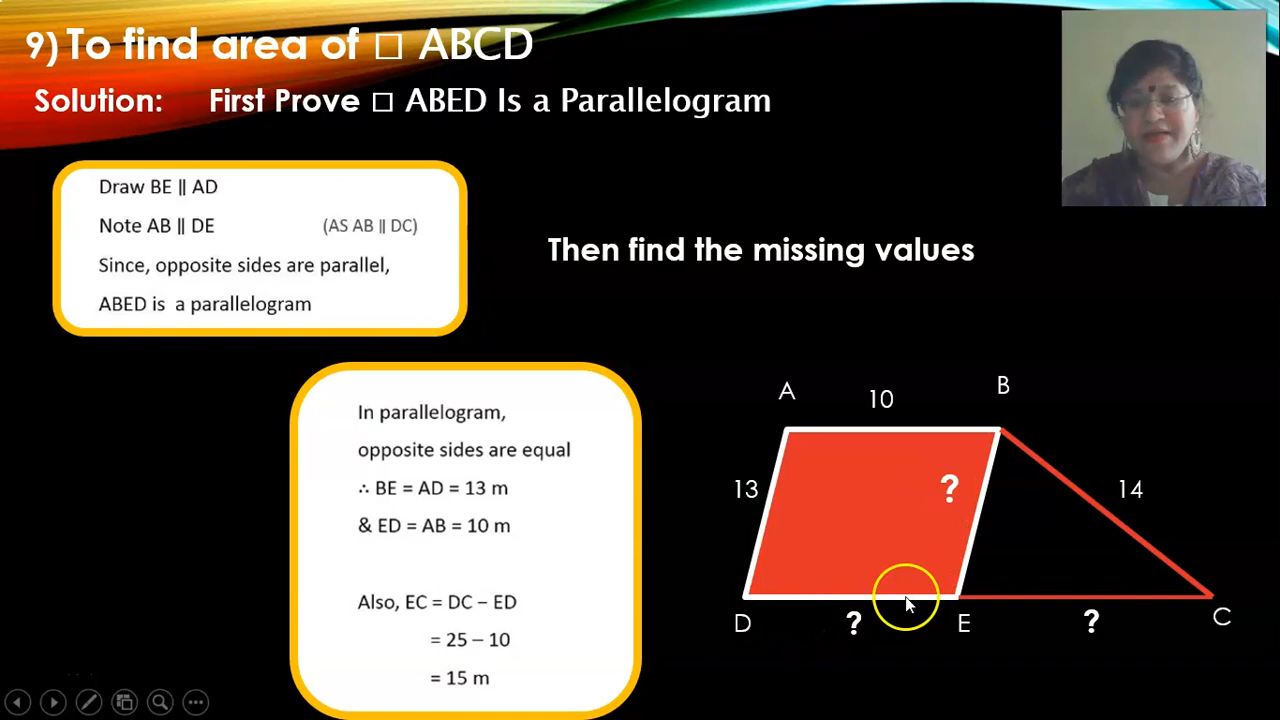 9) To find area of □ ABCD
Solution: First Prove □ ABED Is a Parallelogram
Draw BE ∥ AD
Note AB ∥ DE (AS AB ∥ DC)
Since, opposite sides are parallel,
ABED is a parallelogram
Then find the missing values
In parallelogram,
opposite sides are equal
∴ BE = AD = 13 m
& ED = AB = 10 m
Also, EC = DC − ED
= 25 − 10
= 15 m
A 10 B
13 ? 14
D ? E ? C